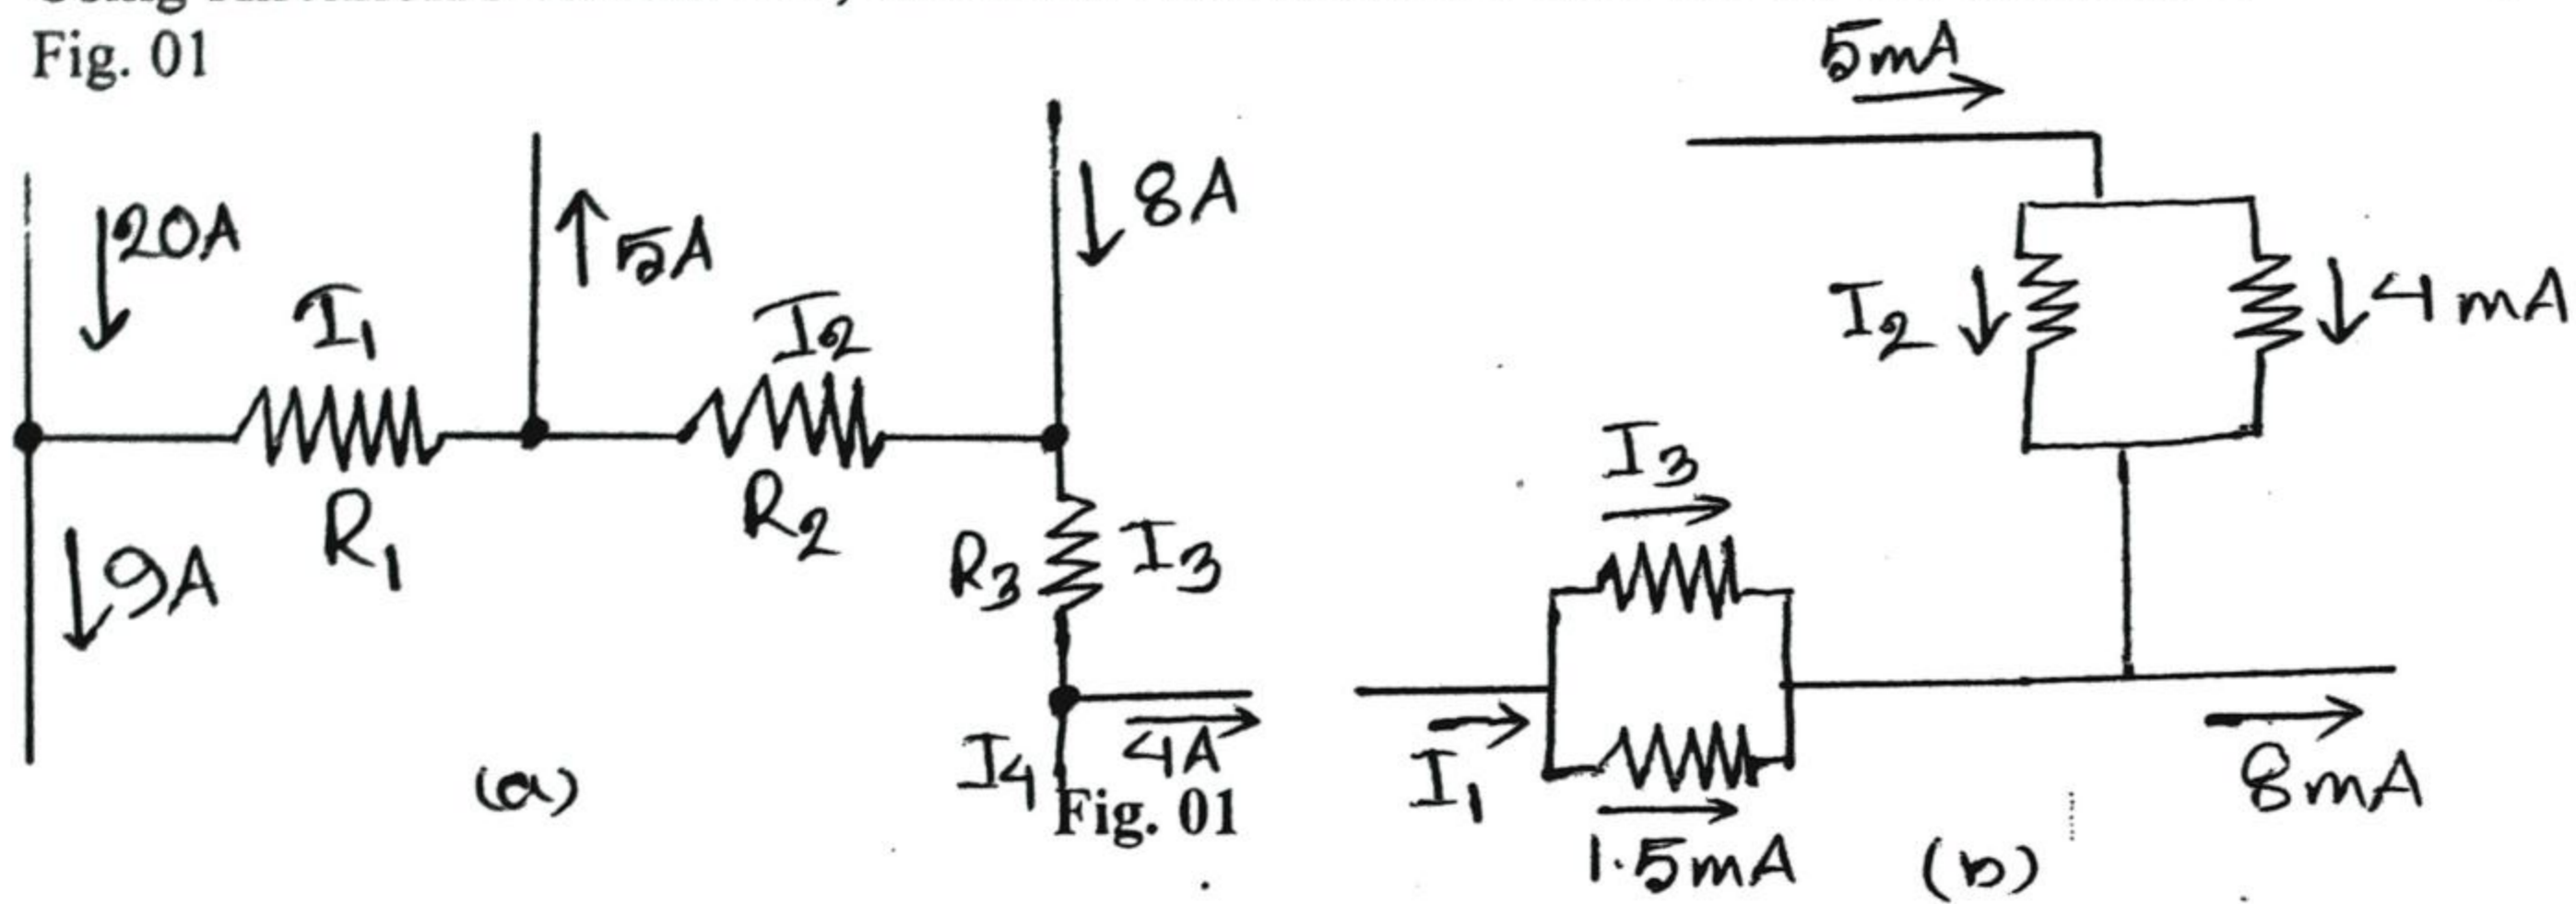 Fig. 01
20A
5A
8A
I1
I2
9A
R1
R2
R3
I3
I4
4A
(a)
Fig. 01
5mA
I2
4mA
I3
I1
1.5mA
8mA
(b)